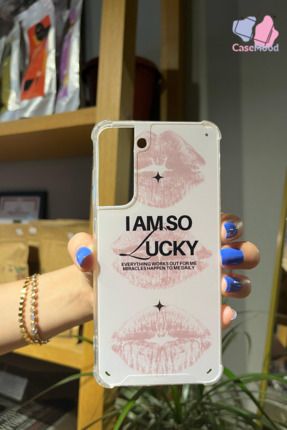 CaseMood
I AM SO
LUCKY
EVERYTHING WORKS OUT FOR ME
MIRACLES HAPPEN TO ME DAILY